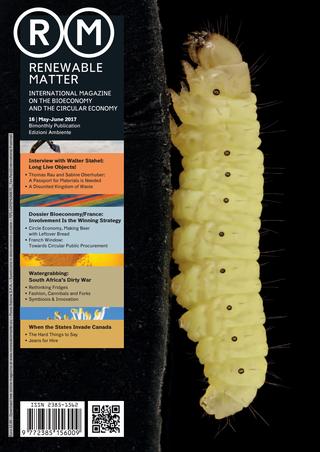 RM
RENEWABLE
MATTER
INTERNATIONAL MAGAZINE
ON THE BIOECONOMY
AND THE CIRCULAR ECONOMY
16 | May-June 2017
Bimonthly Publication
Edizioni Ambiente
Interview with Walter Stahel:
Long Live Objects!
• Thomas Rau and Sabine Oberhuber:
A Passport for Materials is Needed
• A Disunited Kingdom of Waste
Dossier Bioeconomy/France:
Involvement Is the Winning Strategy
• Circle Economy, Making Beer
with Leftover Bread
• French Window:
Towards Circular Public Procurement
Watergrabbing:
South Africa's Dirty War
• Rethinking Fridges
• Fashion, Cannibals and Forks
• Symbiosis & Innovation
When the States Invade Canada
• The Hard Things to Say
• Jeans for Hire
ISSN 2385-1562
9 772385 156009